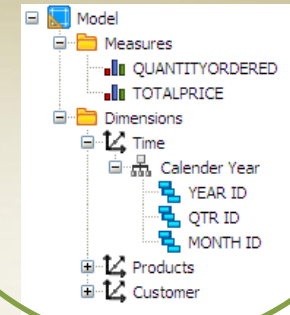 Model
Measures
QUANTITYORDERED
TOTALPRICE
Dimensions
Time
Calender Year
YEAR ID
QTR ID
MONTH ID
Products
Customer